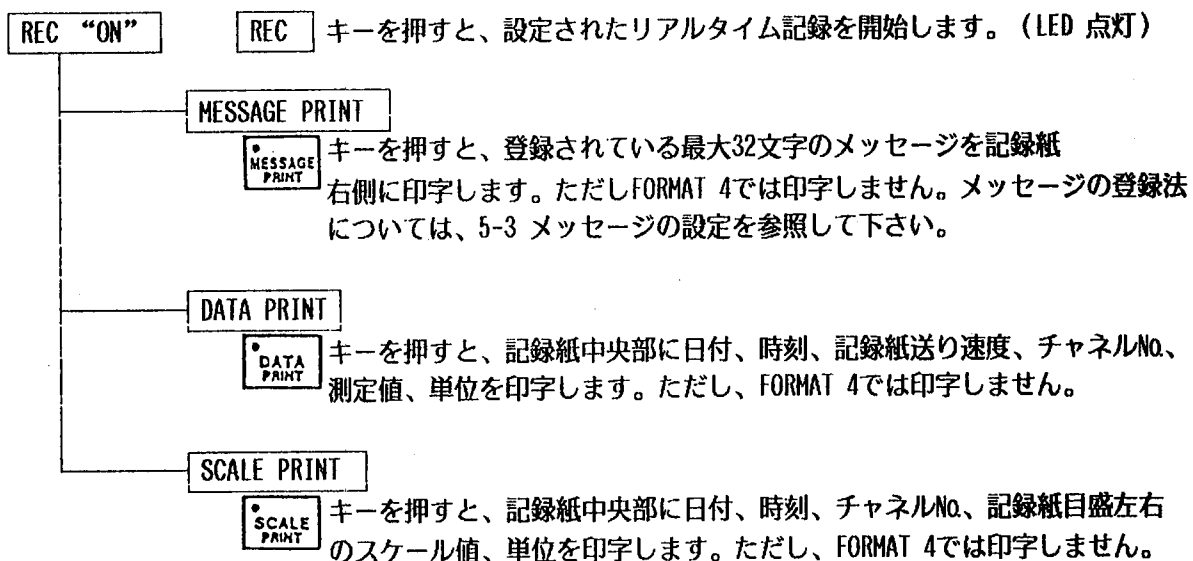 REC “ON” REC キーを押すと、設定されたリアルタイム記録を開始します。（LED 点灯）
MESSAGE PRINT
MESSAGE PRINT キーを押すと、登録されている最大32文字のメッセージを記録紙
右側に印字します。ただしFORMAT 4では印字しません。メッセージの登録法
については、5-3 メッセージの設定を参照して下さい。
DATA PRINT
DATA PRINT キーを押すと、記録紙中央部に日付、時刻、記録紙送り速度、チャネルNo.、
測定値、単位を印字します。ただし、FORMAT 4では印字しません。
SCALE PRINT
SCALE PRINT キーを押すと、記録紙中央部に日付、時刻、チャネルNo.、記録紙目盛左右
のスケール値、単位を印字します。ただし、FORMAT 4では印字しません。